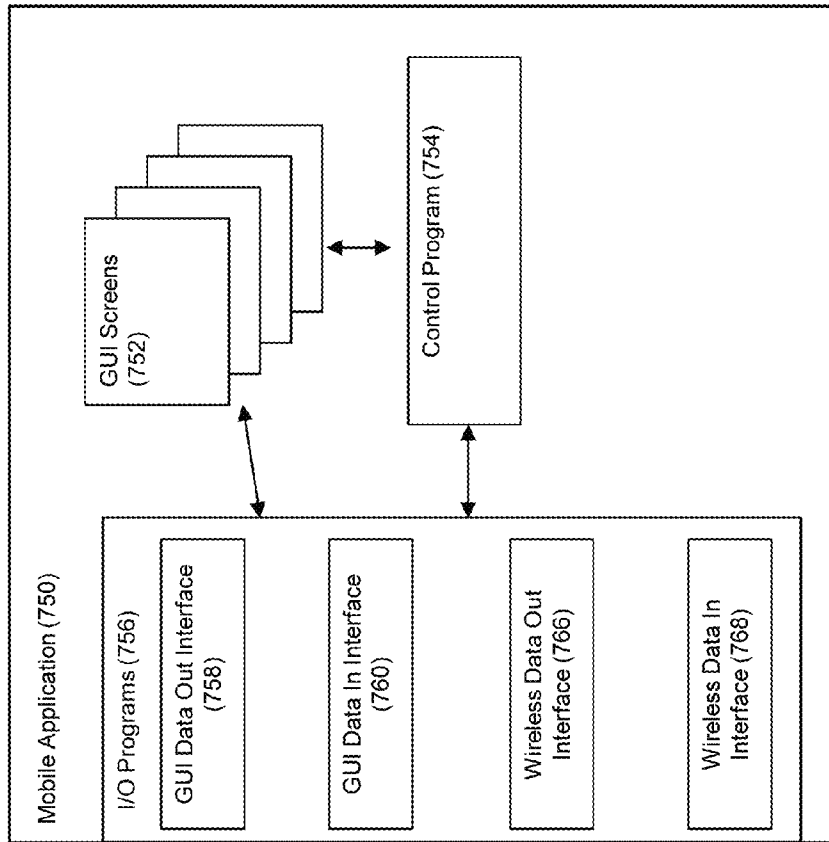 Mobile Application (750)
I/O Programs (756)
GUI Data Out Interface
(758)
GUI Data In Interface
(760)
Wireless Data Out
Interface (766)
Wireless Data In
Interface (768)
GUI Screens
(752)
Control Program (754)